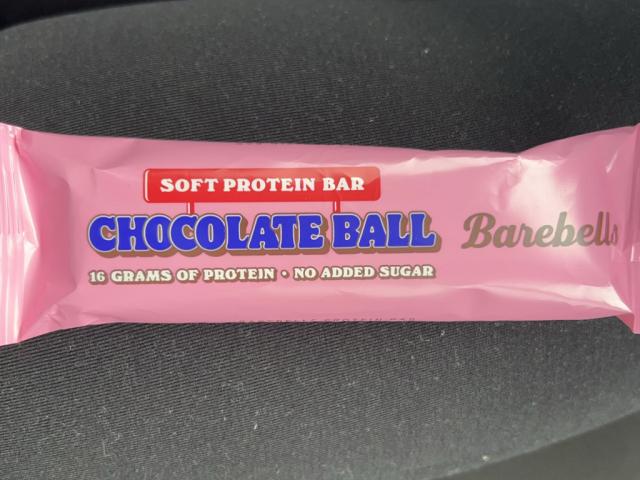 SOFT PROTEIN BAR
CHOCOLATE BALL
Barebells
16 GRAMS OF PROTEIN • NO ADDED SUGAR